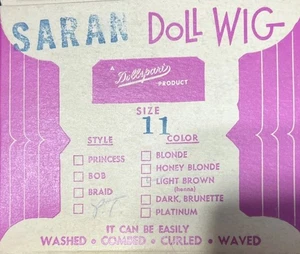 SARAN DOLL WIG
A
Dollspart
PRODUCT
SIZE
11
STYLE COLOR
PRINCESS BLONDE
BOB HONEY BLONDE
BRAID LIGHT BROWN
PT
DARK, BRUNETTE
PLATINUM
IT CAN BE EASILY
WASHED • COMBED • CURLED • WAVED